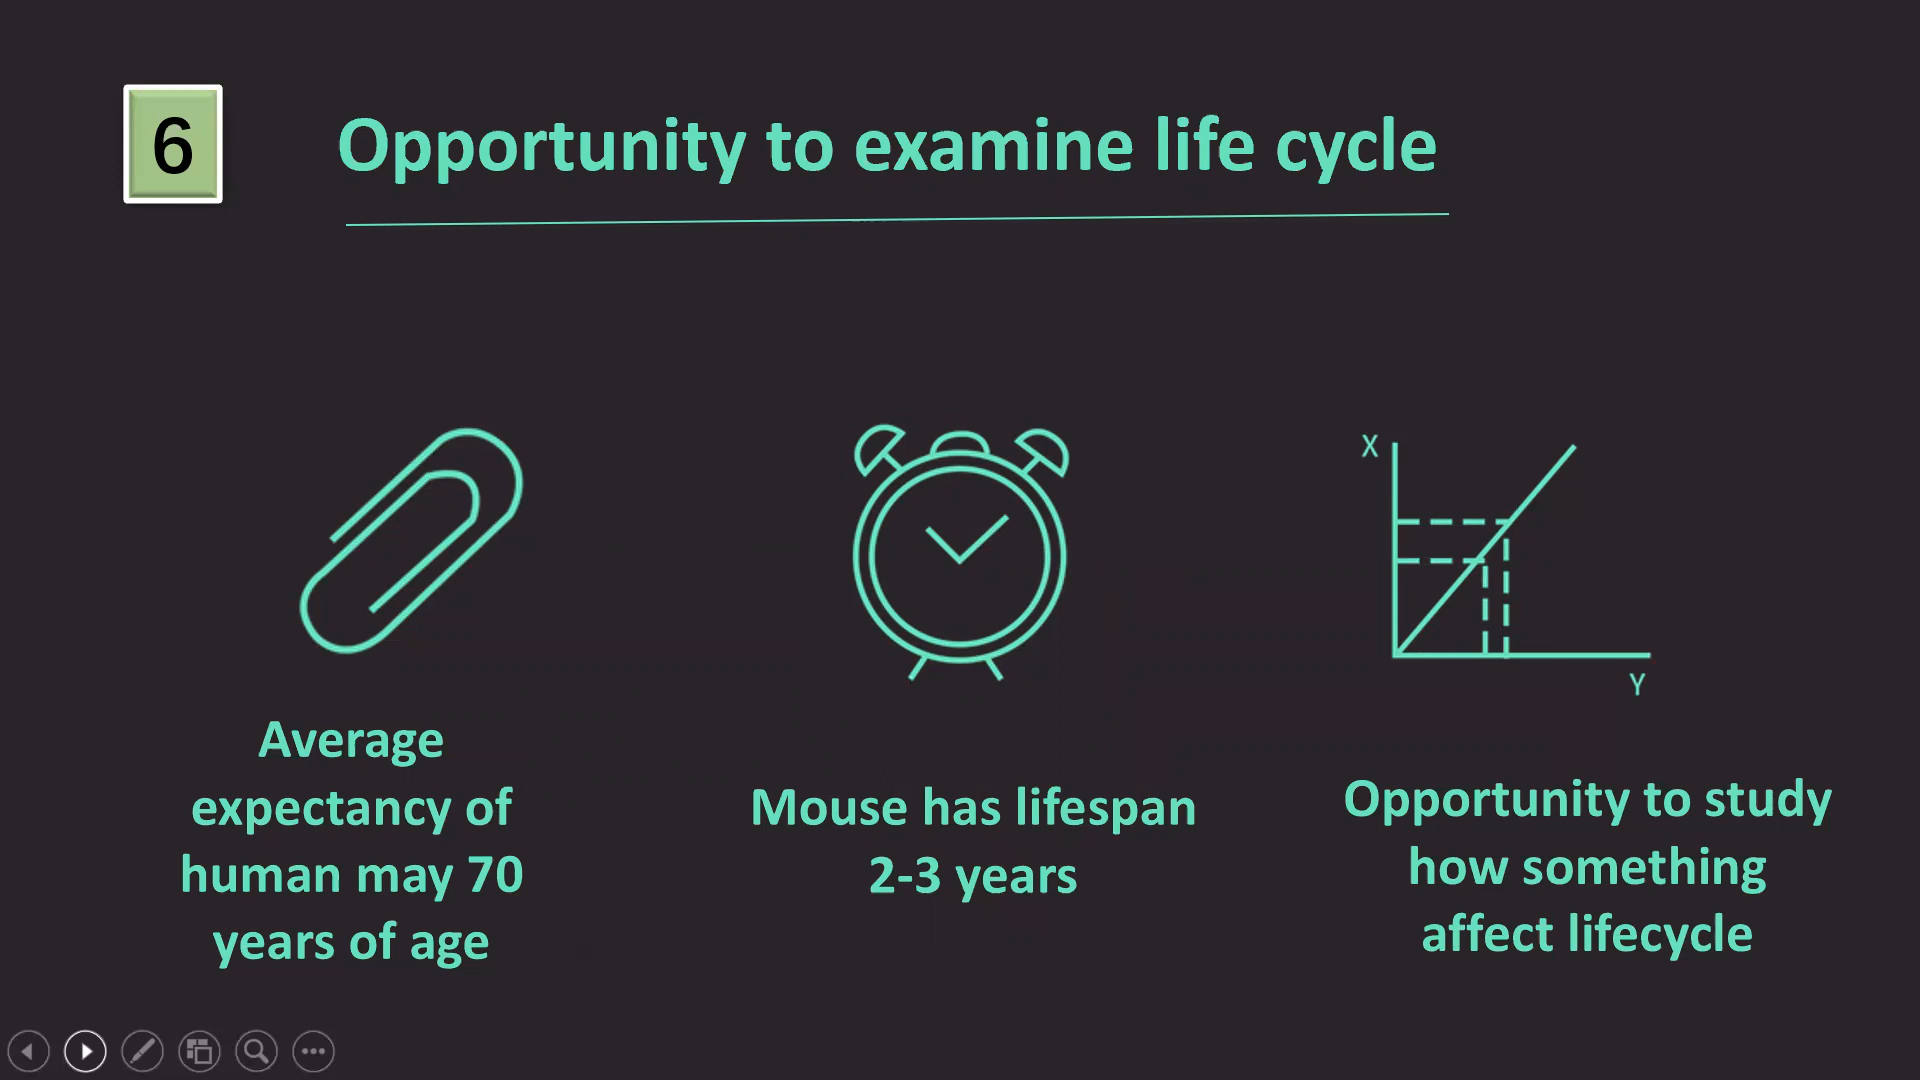 6
Opportunity to examine life cycle
X
Y
Average
expectancy of
human may 70
years of age
Mouse has lifespan
2-3 years
Opportunity to study
how something
affect lifecycle